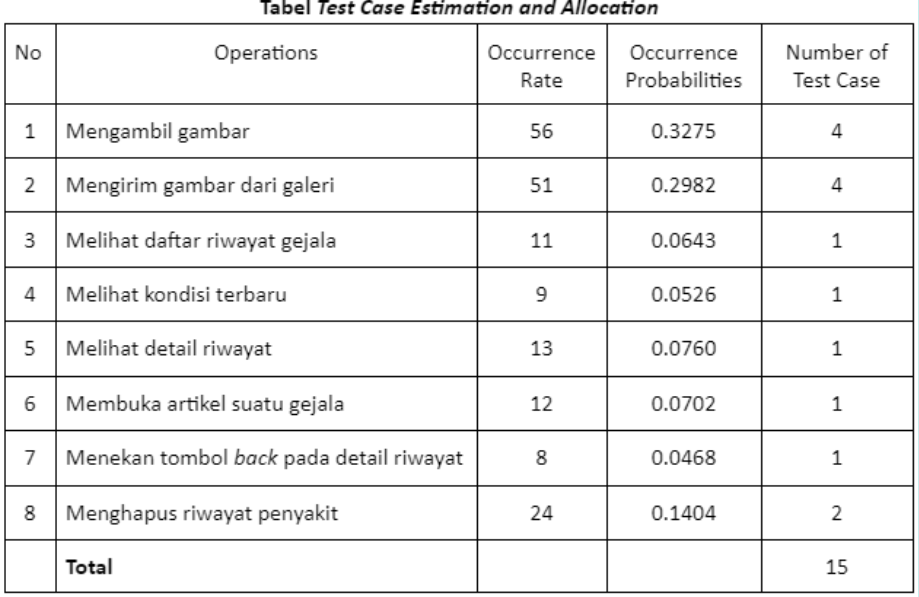 Tabel Test Case Estimation and Allocation
No Operations Occurrence Rate Occurrence Probabilities Number of Test Case
1 Mengambil gambar 56 0.3275 4
2 Mengirim gambar dari galeri 51 0.2982 4
3 Melihat daftar riwayat gejala 11 0.0643 1
4 Melihat kondisi terbaru 9 0.0526 1
5 Melihat detail riwayat 13 0.0760 1
6 Membuka artikel suatu gejala 12 0.0702 1
7 Menekan tombol back pada detail riwayat 8 0.0468 1
8 Menghapus riwayat penyakit 24 0.1404 2
Total 15